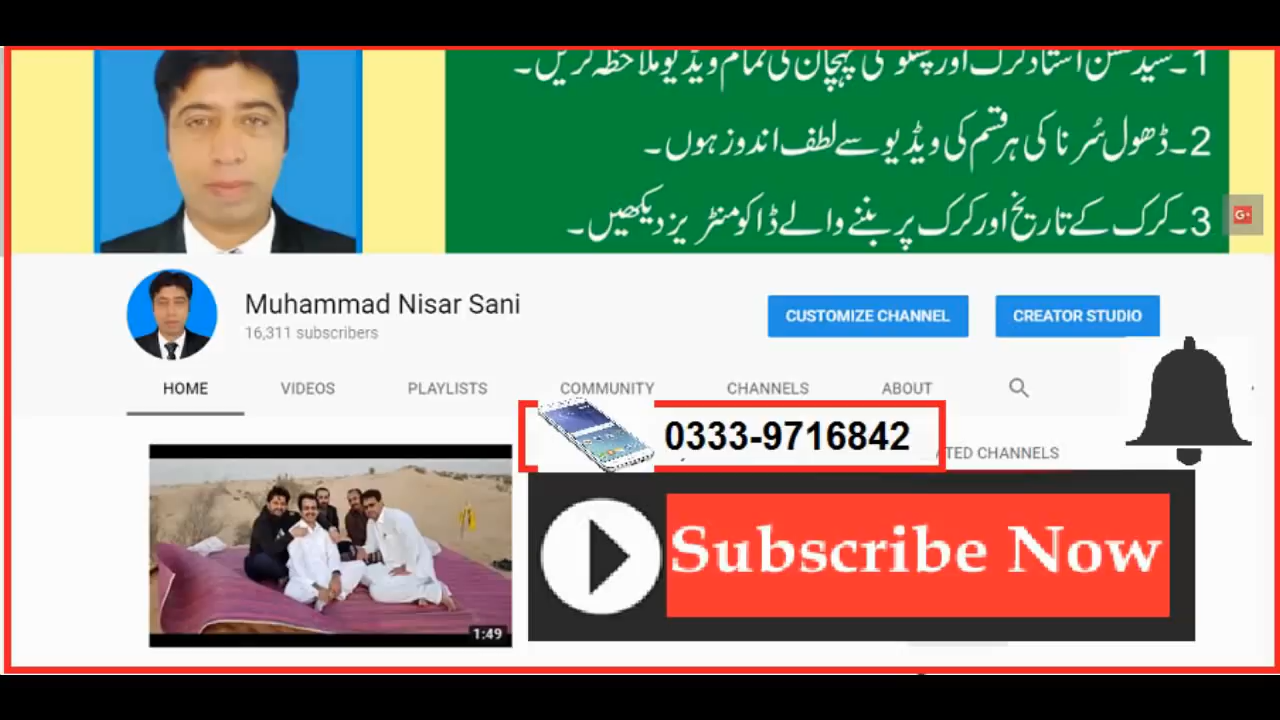 1۔سید حسن استاد کرک اور پشتو کی پہچان کی تمام ویڈیو ملاحظہ کریں۔
2۔ڈھول سُرنا کی ہر قسم کی ویڈیو سے لطف اندوز ہوں۔
3۔کرک کے تاریخ اور کرک پر بننے والے ڈاکومنٹریز دیکھیں۔
G+
Muhammad Nisar Sani
16,311 subscribers
CUSTOMIZE CHANNEL
CREATOR STUDIO
HOME VIDEOS PLAYLISTS COMMUNITY CHANNELS ABOUT
0333-9716842
TED CHANNELS
Subscribe Now
1:49